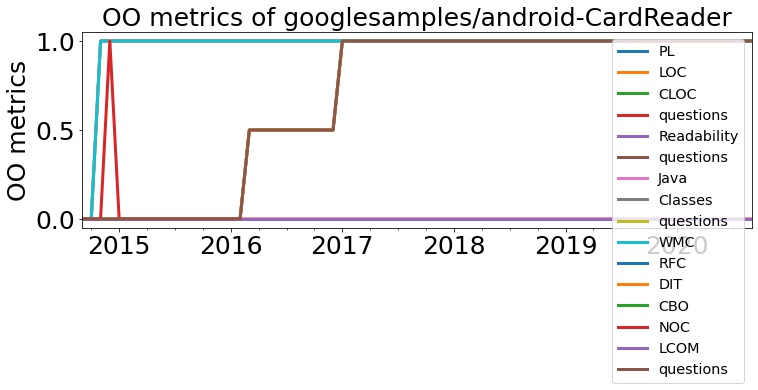 OO metrics of googlesamples/android-CardReader
OO metrics
1.0
0.5
0.0
2015 2016 2017 2018 2019 2020
PL
LOC
CLOC
questions
Readability
questions
Java
Classes
questions
WMC
RFC
DIT
CBO
NOC
LCOM
questions